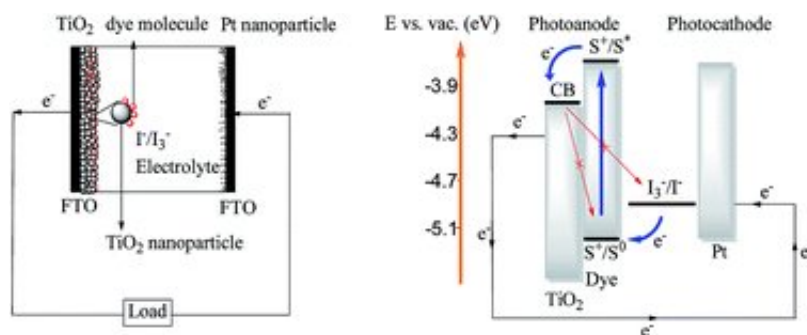 TiO₂ dye molecule Pt nanoparticle
e⁻
e⁻
I⁻/I₃⁻
Electrolyte
FTO
FTO
TiO₂ nanoparticle
Load
E vs. vac. (eV)
Photoanode
Photocathode
-3.9
-4.3
-4.7
-5.1
e⁻
S⁺/S*
CB
e⁻
I₃⁻/I⁻
e⁻
e⁻
e⁻
S⁺/S⁰
Dye
TiO₂
Pt
e⁻
e⁻